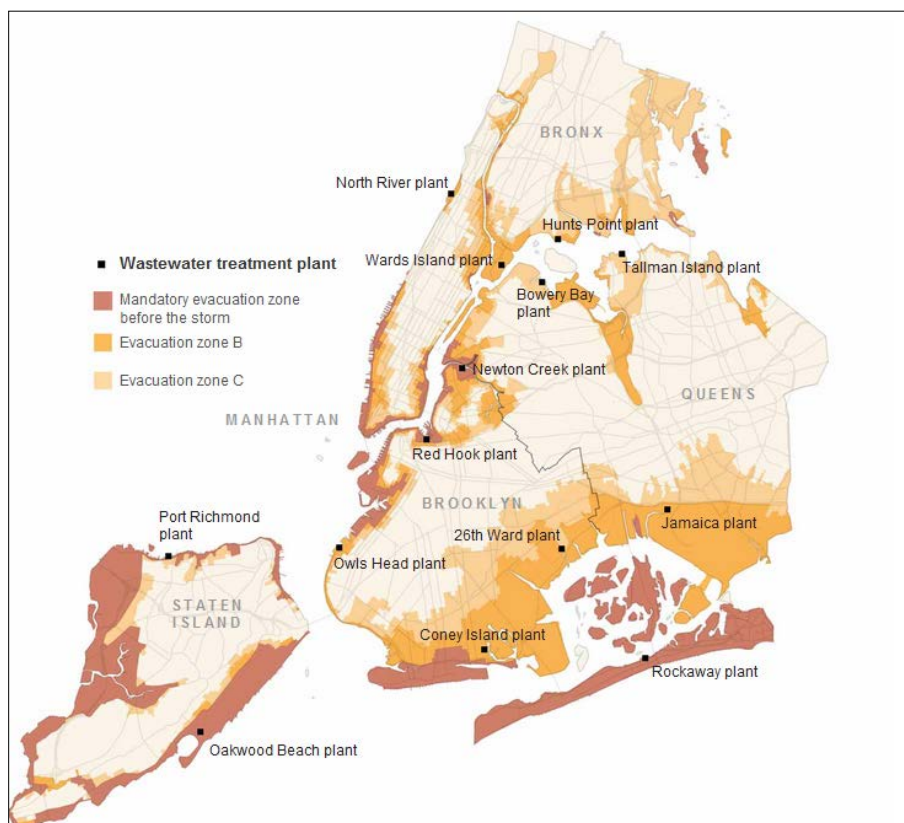 BRONX
North River plant
Hunts Point plant
Wastewater treatment plant
Wards Island plant
Tallman Island plant
Bowery Bay
plant
Mandatory evacuation zone
before the storm
Evacuation zone B
Evacuation zone C
Newton Creek plant
QUEENS
MANHATTAN
Red Hook plant
BROOKLYN
Port Richmond
plant
Jamaica plant
26th Ward plant
Owls Head plant
STATEN
ISLAND
Coney Island plant
Rockaway plant
Oakwood Beach plant